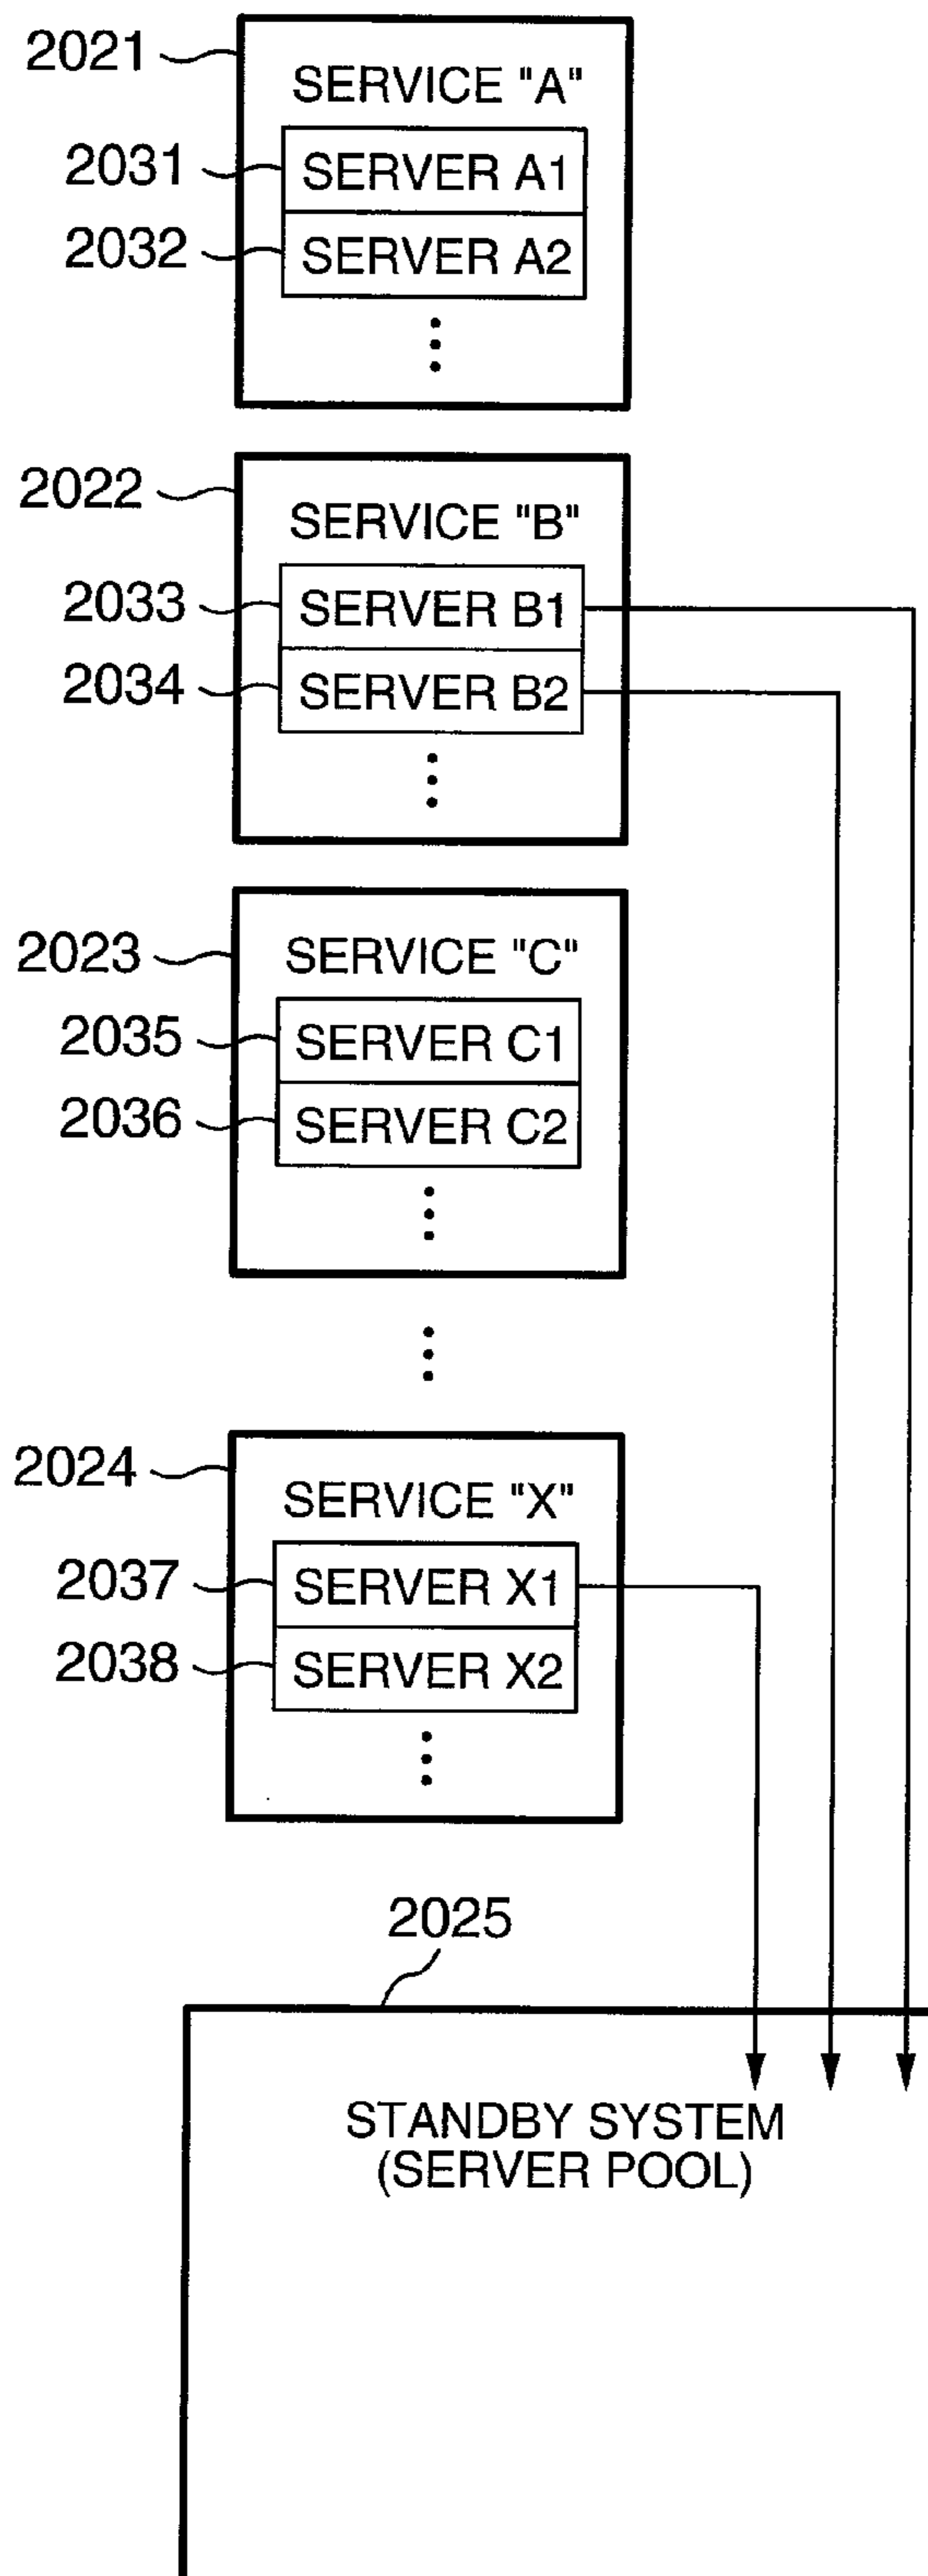 2021
SERVICE "A"
2031
SERVER A1
2032
SERVER A2
2022
SERVICE "B"
2033
SERVER B1
2034
SERVER B2
2023
SERVICE "C"
2035
SERVER C1
2036
SERVER C2
2024
SERVICE "X"
2037
SERVER X1
2038
SERVER X2
2025
STANDBY SYSTEM
(SERVER POOL)